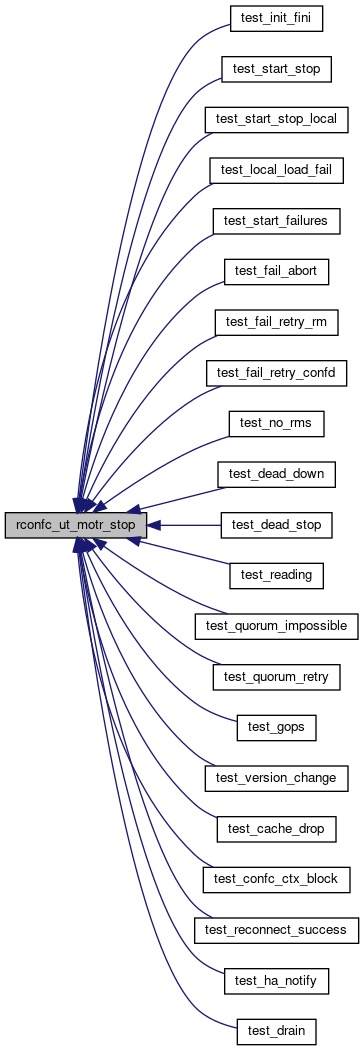 test_init_fini
test_start_stop
test_start_stop_local
test_local_load_fail
test_start_failures
test_fail_abort
test_fail_retry_rm
test_fail_retry_confd
test_no_rms
test_dead_down
rconfc_ut_motr_stop
test_dead_stop
test_reading
test_quorum_impossible
test_quorum_retry
test_gops
test_version_change
test_cache_drop
test_confc_ctx_block
test_reconnect_success
test_ha_notify
test_drain